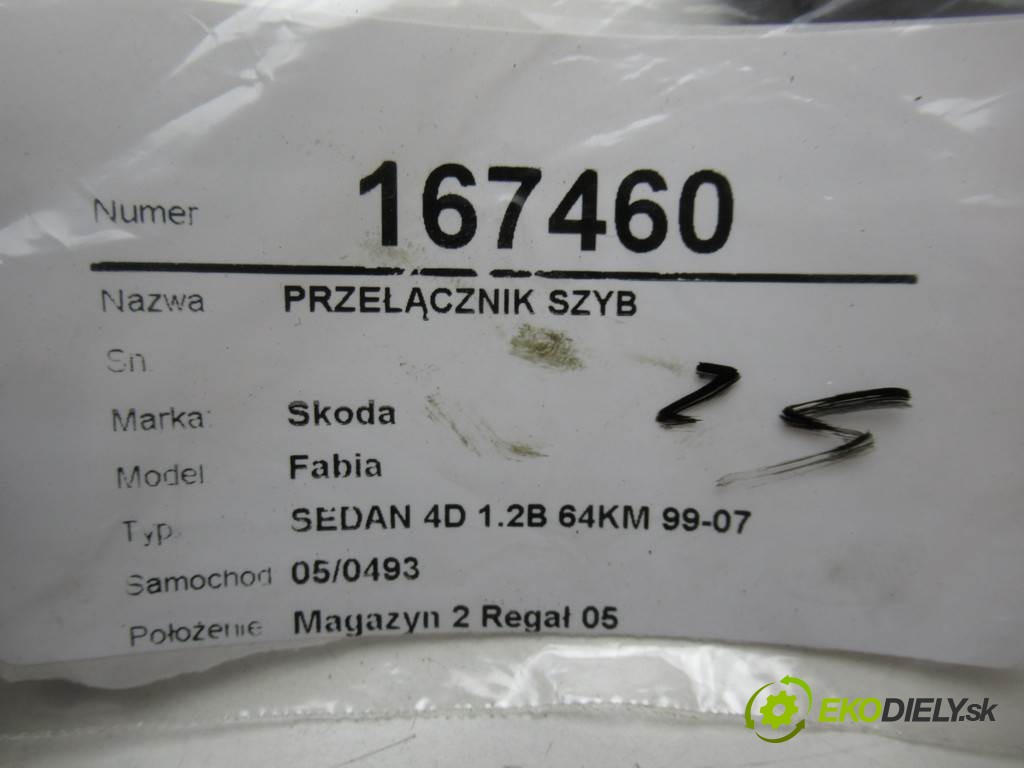 Numer 167460
Nazwa PRZEŁĄCZNIK SZYB
Sn.
Marka: Skoda
Model Fabia
Typ. SEDAN 4D 1.2B 64KM 99-07
Samochod 05/0493
Położenie Magazyn 2 Regał 05
EKODIELY.sk